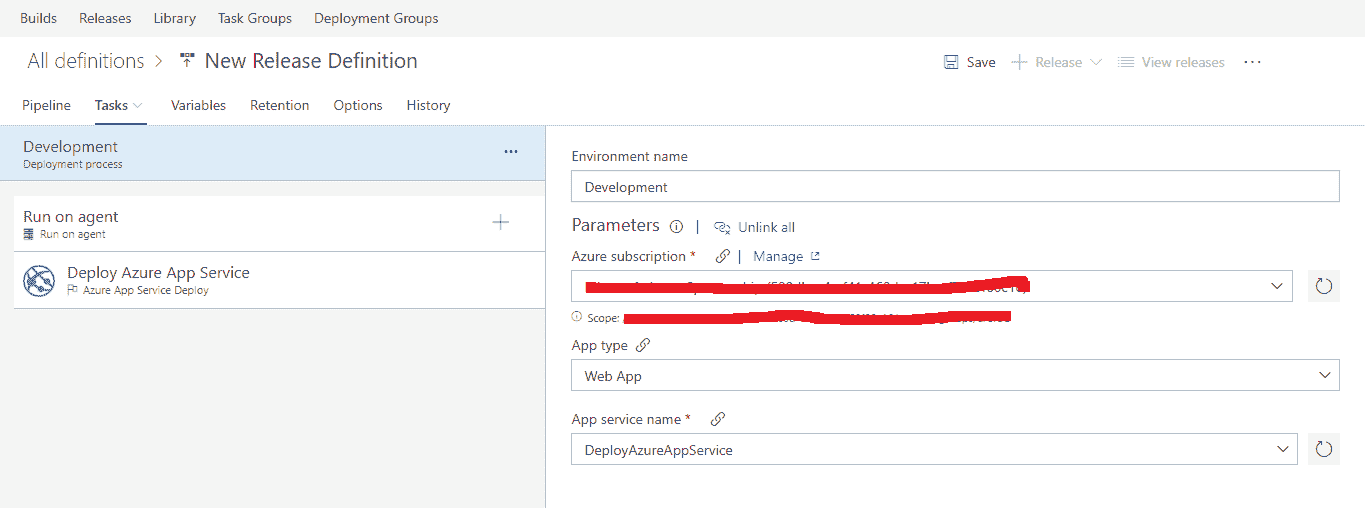 Builds Releases Library Task Groups Deployment Groups
All definitions > New Release Definition
Save Release View releases ...
Pipeline Tasks Variables Retention Options History
Development
Deployment process
...
Run on agent
Run on agent
Deploy Azure App Service
Azure App Service Deploy
Environment name
Development
Parameters | Unlink all
Azure subscription * | Manage
Scope:
App type
Web App
App service name *
DeployAzureAppService